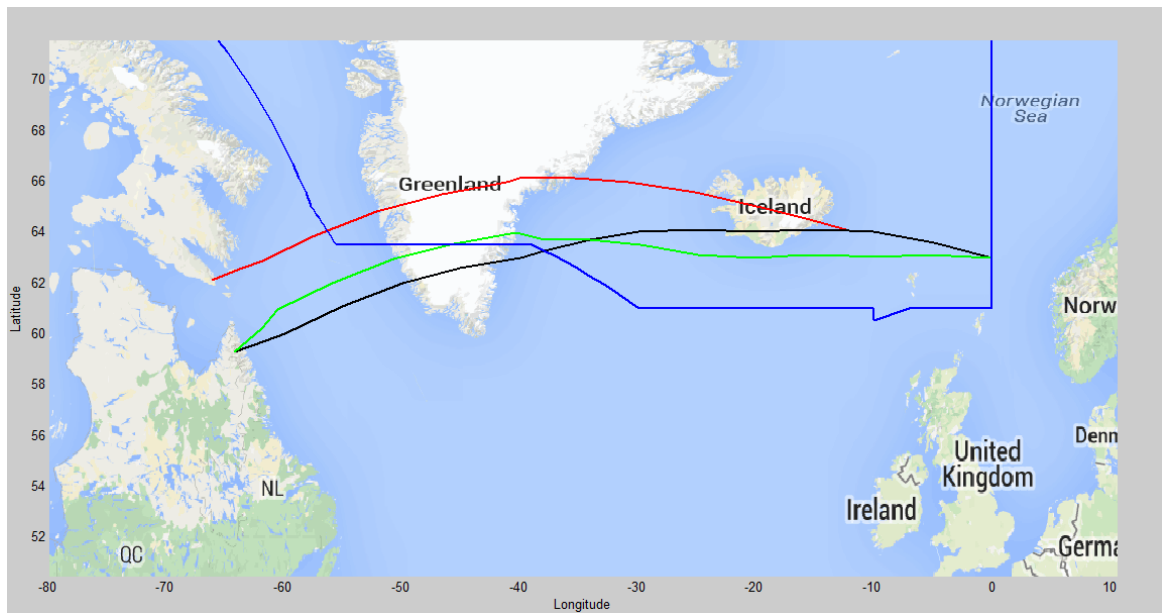 70
68
66
64
62
60
58
56
54
52
Latitude
Norwegian
Sea
Greenland
Iceland
Norw
Denm
United
Kingdom
Ireland
Germa
NL
QC
-80
-70
-60
-50
-40
-30
-20
-10
0
10
Longitude